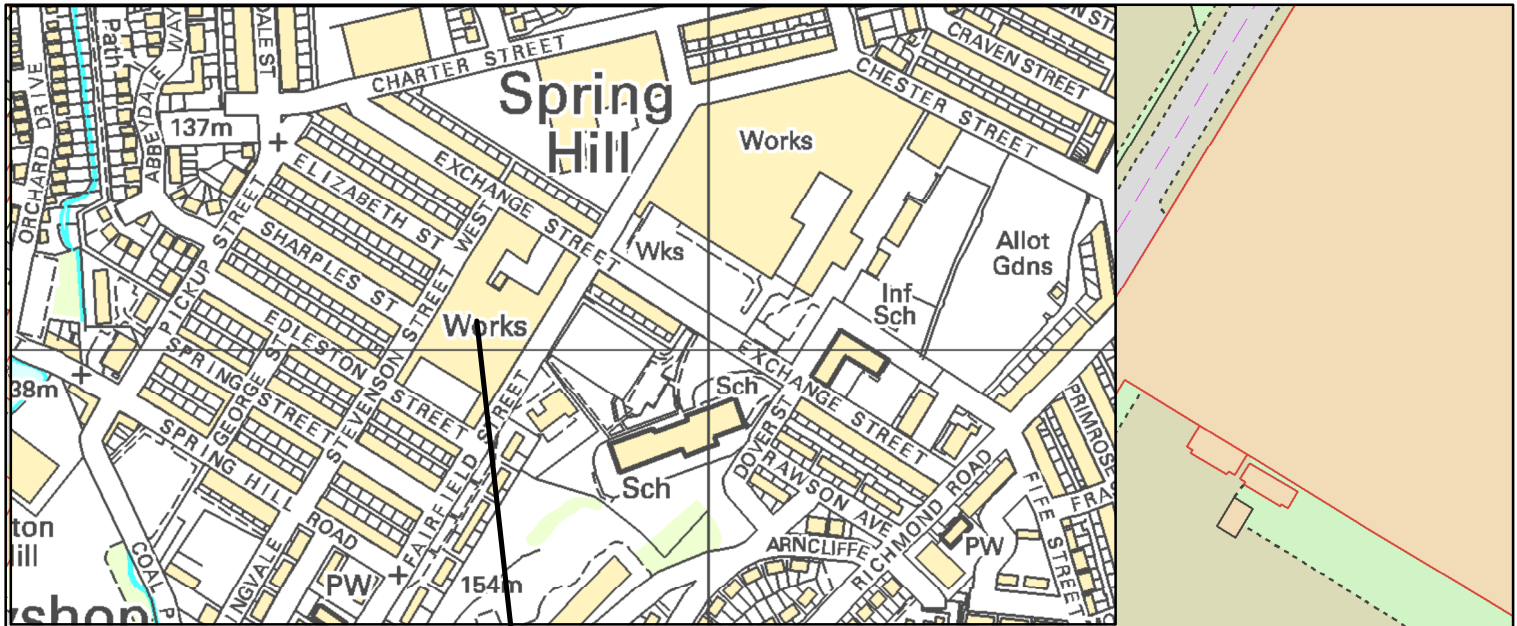 CHARTER STREET
Spring
Hill
Works
CRAVEN STREET
CHESTER STREET
ORCHARD DRIVE
Path
ABBEYDALE WAY
137m
ELIZABETH ST
EXCHANGE STREET
SHARPLES ST
PICKUP STREET
STEVENSON STREET WEST
Wks
Allot
Gdns
Inf
Sch
Works
EDLESTON STREET
SPRING STREET
GEORGE ST
SPRING HILL ROAD
FAIRFIELD STREET
EXCHANGE STREET
Sch
Sch
DOVER ST
RAWSON AVE
ARNCLIFFE
RICHMOND ROAD
PRIMROSE
FIFE STREET
PW
PW
154m
COAL